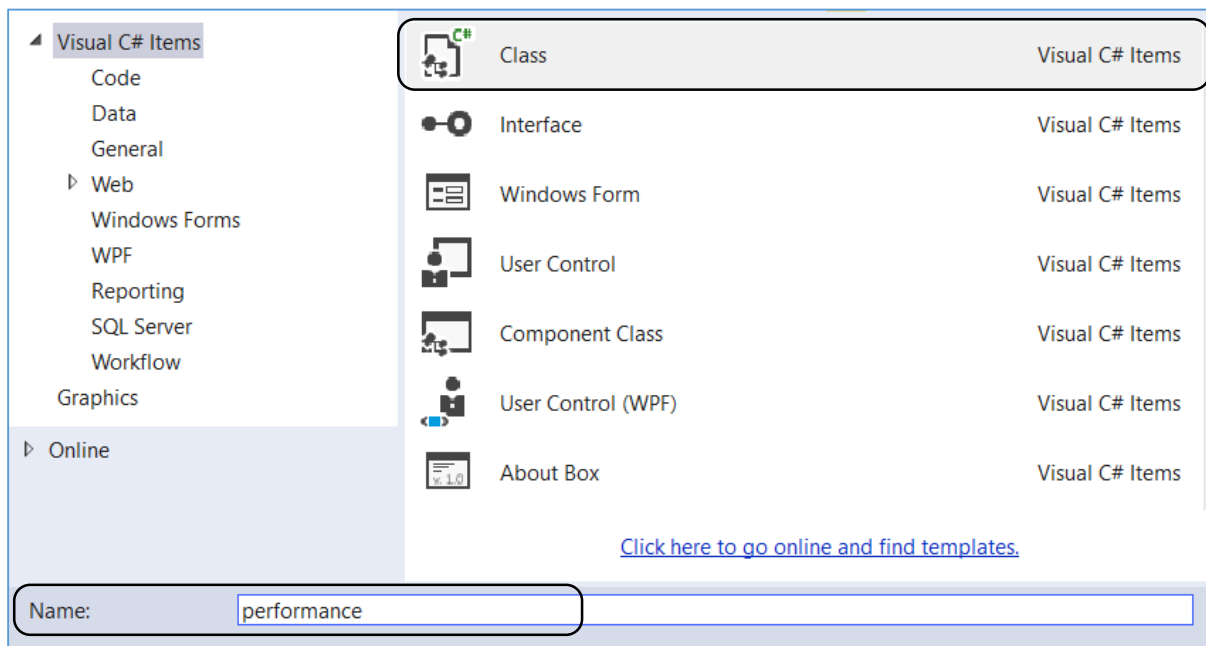 Visual C# Items
Code
Data
General
Web
Windows Forms
WPF
Reporting
SQL Server
Workflow
Graphics
Online
C#
Class Visual C# Items
Interface Visual C# Items
Windows Form Visual C# Items
User Control Visual C# Items
Component Class Visual C# Items
User Control (WPF) Visual C# Items
v. 1.0
About Box Visual C# Items
Click here to go online and find templates.
Name: performance